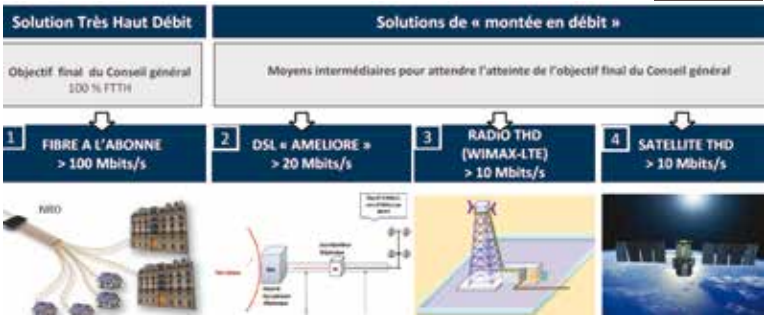 Solution Très Haut Débit
Solutions de « montée en débit »
Objectif final du Conseil général
100 % FTTH
Moyens intermédiaires pour attendre l'atteinte de l'objectif final du Conseil général
1
FIBRE A L'ABONNE
> 100 Mbits/s
2
DSL « AMELIORE »
> 20 Mbits/s
3
RADIO THD
(WIMAX-LTE)
> 10 Mbits/s
4
SATELLITE THD
> 10 Mbits/s
NRO